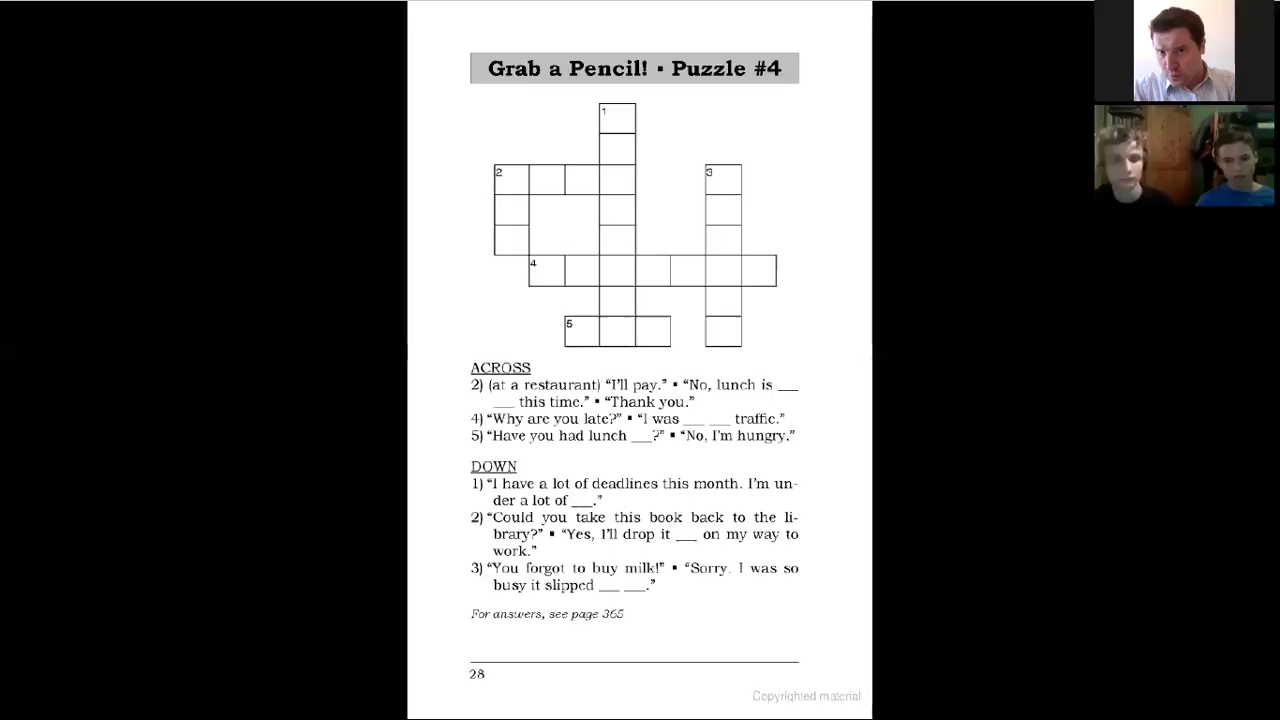 Grab a Pencil! ▪ Puzzle #4
1
2
3
4
5
ACROSS
2) (at a restaurant) “I’ll pay.” ▪ “No, lunch is ___
___ this time.” ▪ “Thank you.”
4) “Why are you late?” ▪ “I was ___ ___ traffic.”
5) “Have you had lunch ___?” ▪ “No, I’m hungry.”
DOWN
1) “I have a lot of deadlines this month. I’m un-
der a lot of ___.”
2) “Could you take this book back to the li-
brary?” ▪ “Yes, I’ll drop it ___ on my way to
work.”
3) “You forgot to buy milk!” ▪ “Sorry. I was so
busy it slipped ___ ___.”
For answers, see page 365
28
Copyrighted material